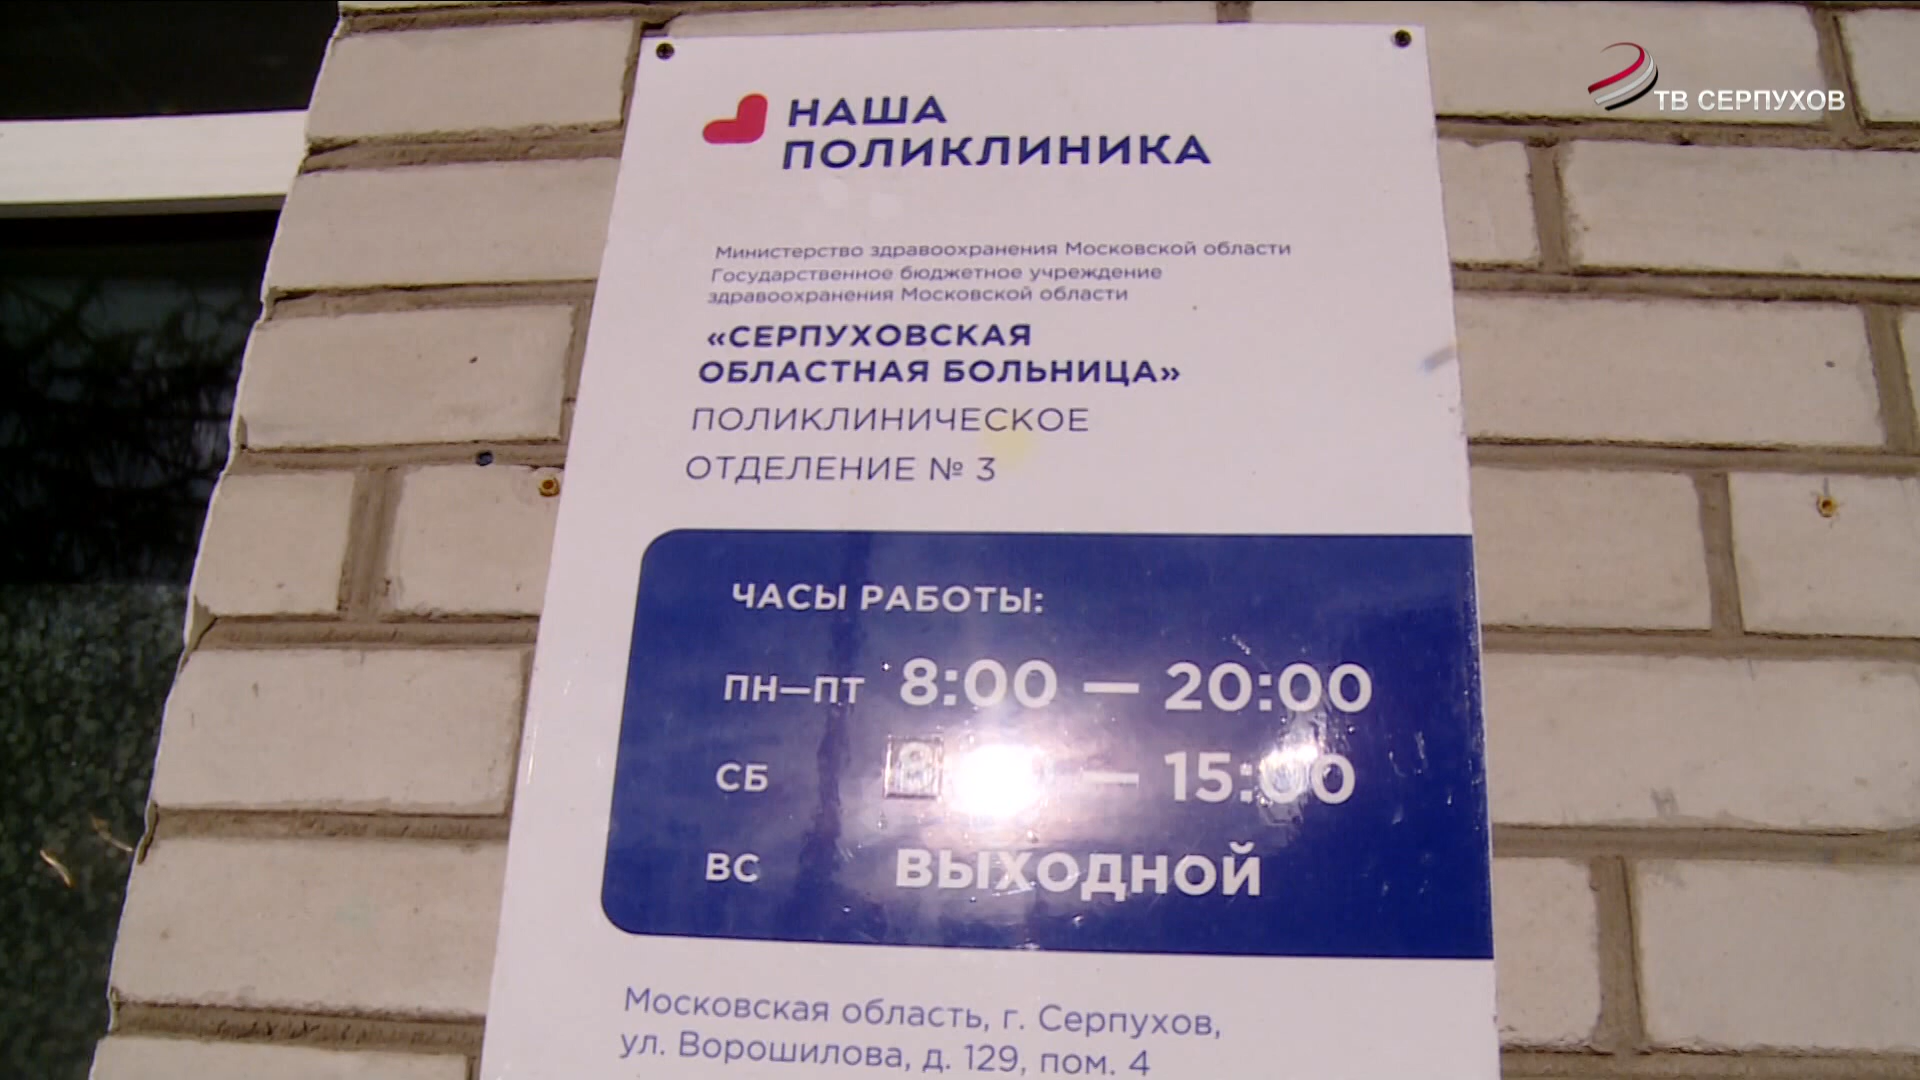 ТВ СЕРПУХОВ
НАША
ПОЛИКЛИНИКА
Министерство здравоохранения Московской области
Государственное бюджетное учреждение
здравоохранения Московской области
«СЕРПУХОВСКАЯ
ОБЛАСТНАЯ БОЛЬНИЦА»
ПОЛИКЛИНИЧЕСКОЕ
ОТДЕЛЕНИЕ № 3
ЧАСЫ РАБОТЫ:
ПН—ПТ 8:00 — 20:00
СБ — 15:00
ВС ВЫХОДНОЙ
Московская область, г. Серпухов,
ул. Ворошилова, д. 129, пом. 4